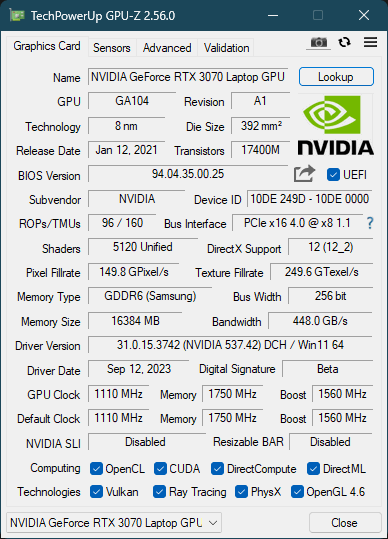 TechPowerUp GPU-Z 2.56.0
Graphics Card Sensors Advanced Validation
Name NVIDIA GeForce RTX 3070 Laptop GPU Lookup
GPU GA104 Revision A1
Technology 8 nm Die Size 392 mm²
Release Date Jan 12, 2021 Transistors 17400M
NVIDIA
BIOS Version 94.04.35.00.25 UEFI
Subvendor NVIDIA Device ID 10DE 249D - 10DE 0000
ROPs/TMUs 96 / 160 Bus Interface PCIe x16 4.0 @ x8 1.1 ?
Shaders 5120 Unified DirectX Support 12 (12_2)
Pixel Fillrate 149.8 GPixel/s Texture Fillrate 249.6 GTexel/s
Memory Type GDDR6 (Samsung) Bus Width 256 bit
Memory Size 16384 MB Bandwidth 448.0 GB/s
Driver Version 31.0.15.3742 (NVIDIA 537.42) DCH / Win11 64
Driver Date Sep 12, 2023 Digital Signature Beta
GPU Clock 1110 MHz Memory 1750 MHz Boost 1560 MHz
Default Clock 1110 MHz Memory 1750 MHz Boost 1560 MHz
NVIDIA SLI Disabled Resizable BAR Disabled
Computing OpenCL CUDA DirectCompute DirectML
Technologies Vulkan Ray Tracing PhysX OpenGL 4.6
NVIDIA GeForce RTX 3070 Laptop GPU Close